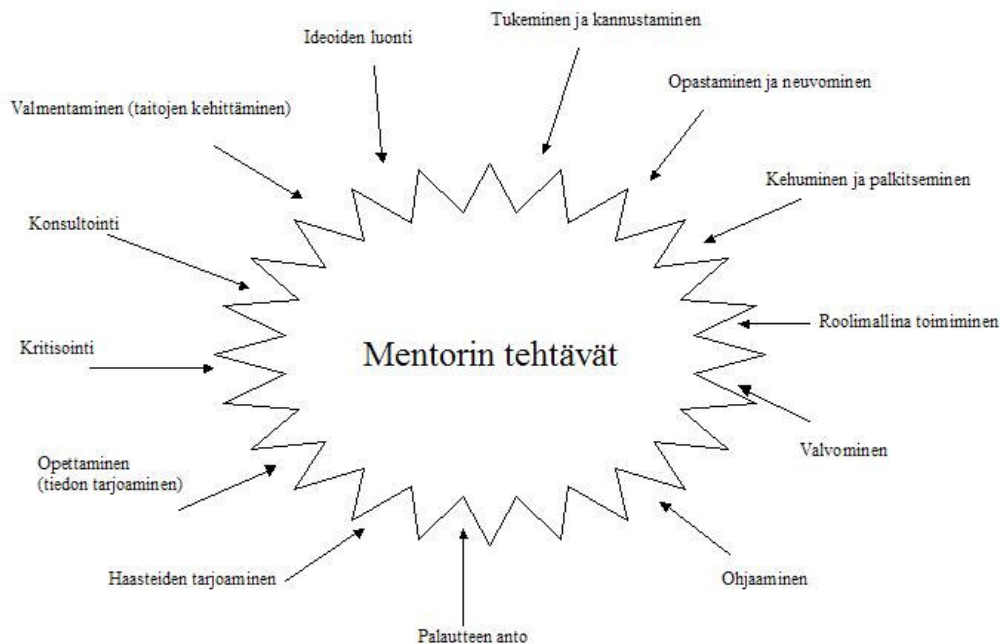 Tukeminen ja kannustaminen
Ideoiden luonti
Opastaminen ja neuvominen
Valmentaminen (taitojen kehittäminen)
Kehuminen ja palkitseminen
Konsultointi
Roolimallina toimiminen
Kritisointi
Mentorin tehtävät
Valvominen
Opettaminen
(tiedon tarjoaminen)
Haasteiden tarjoaminen
Ohjaaminen
Palautteen anto